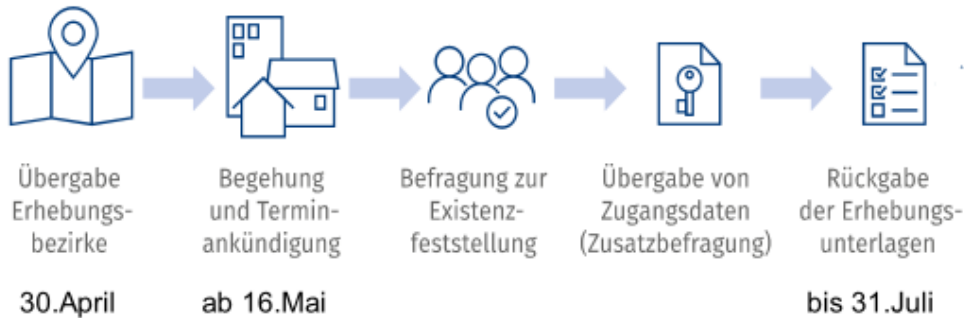 Übergabe
Erhebungs-
bezirke
30.April
Begehung
und Termin-
ankündigung
ab 16.Mai
Befragung zur
Existenz-
feststellung
Übergabe von
Zugangsdaten
(Zusatzbefragung)
Rückgabe
der Erhebungs-
unterlagen
bis 31.Juli